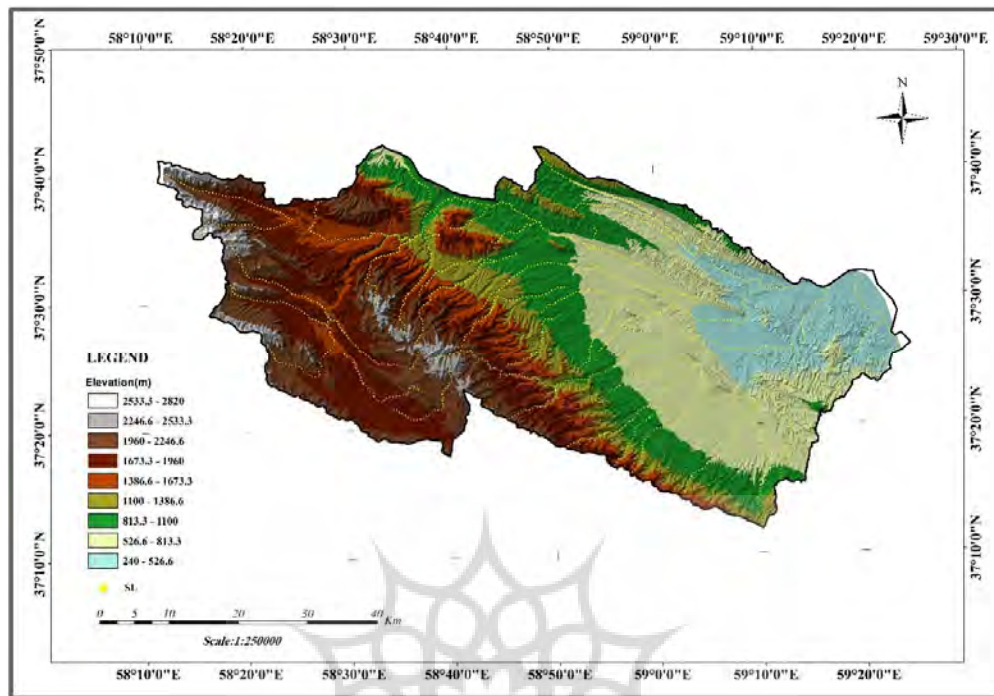 58°10'0"E 58°20'0"E 58°30'0"E 58°40'0"E 58°50'0"E 59°0'0"E 59°10'0"E 59°20'0"E 59°30'0"E
37°50'0"N
37°40'0"N
37°30'0"N
37°20'0"N
37°10'0"N
0°0'0"N
N
37°50'0"N
37°40'0"N
37°30'0"N
37°20'0"N
37°10'0"N
LEGEND
Elevation(m)
2533.3 - 2820
2246.6 - 2533.3
1960 - 2246.6
1673.3 - 1960
1386.6 - 1673.3
1100 - 1386.6
813.3 - 1100
526.6 - 813.3
240 - 526.6
SL
0 5 10 20 30 40 Km
Scale:1:250000
58°10'0"E 58°20'0"E 58°30'0"E 58°40'0"E 58°50'0"E 59°0'0"E 59°10'0"E 59°20'0"E